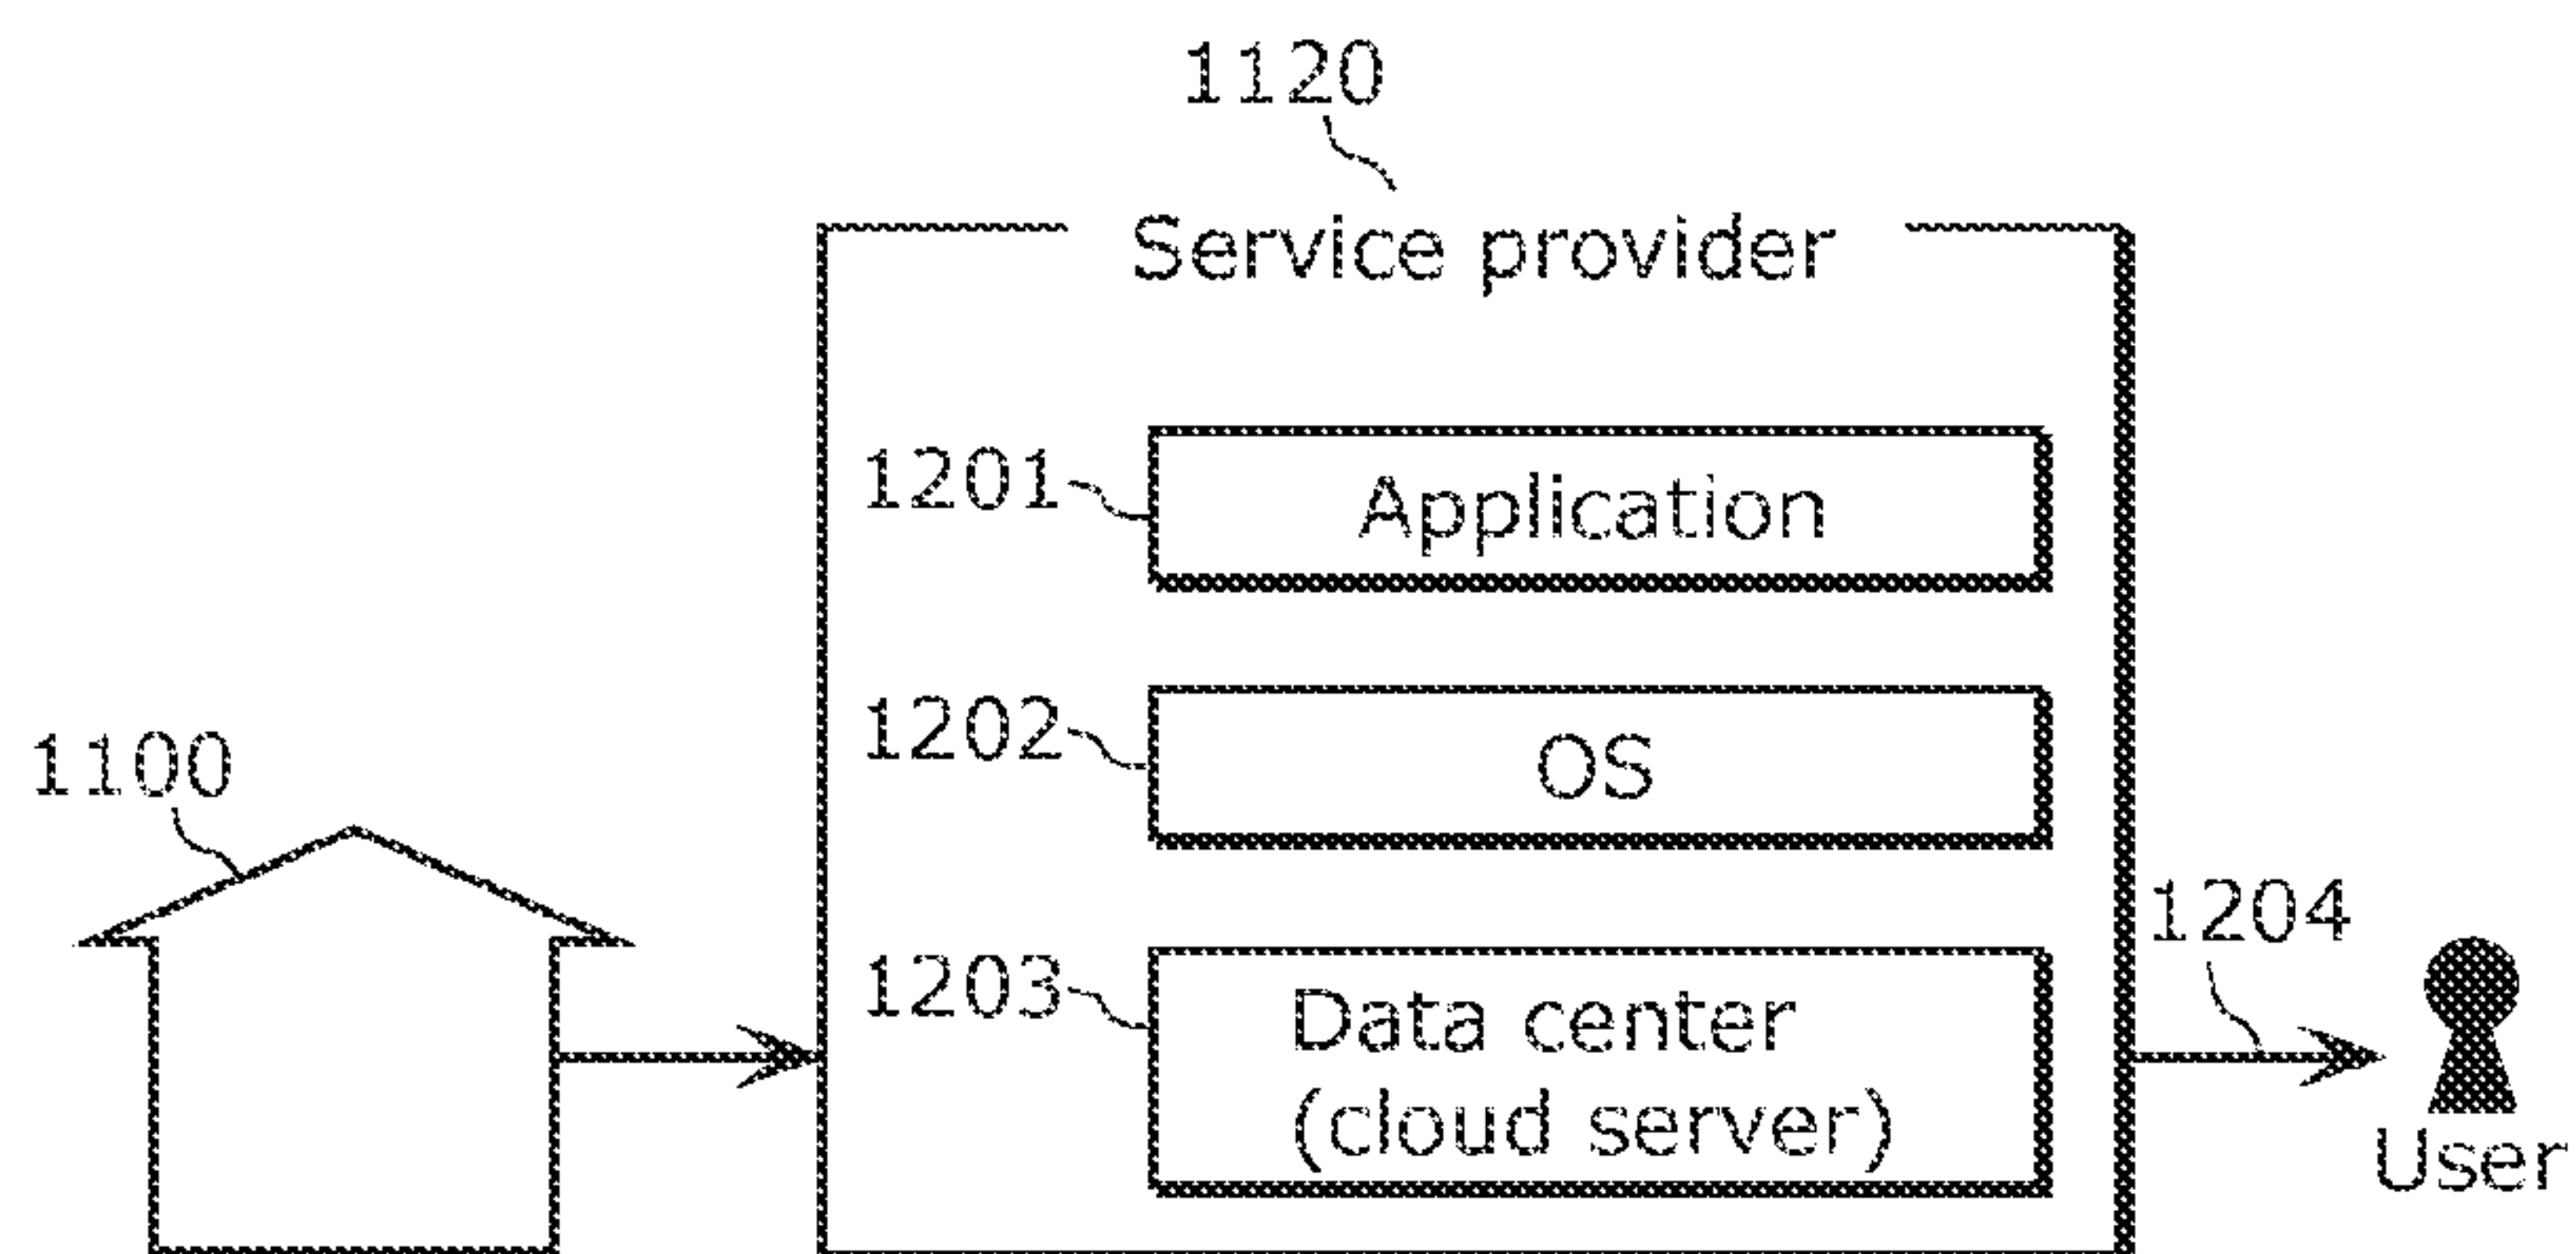 1120
Service provider
1201
Application
1202
OS
1100
1203
Data center
(cloud server)
1204
User